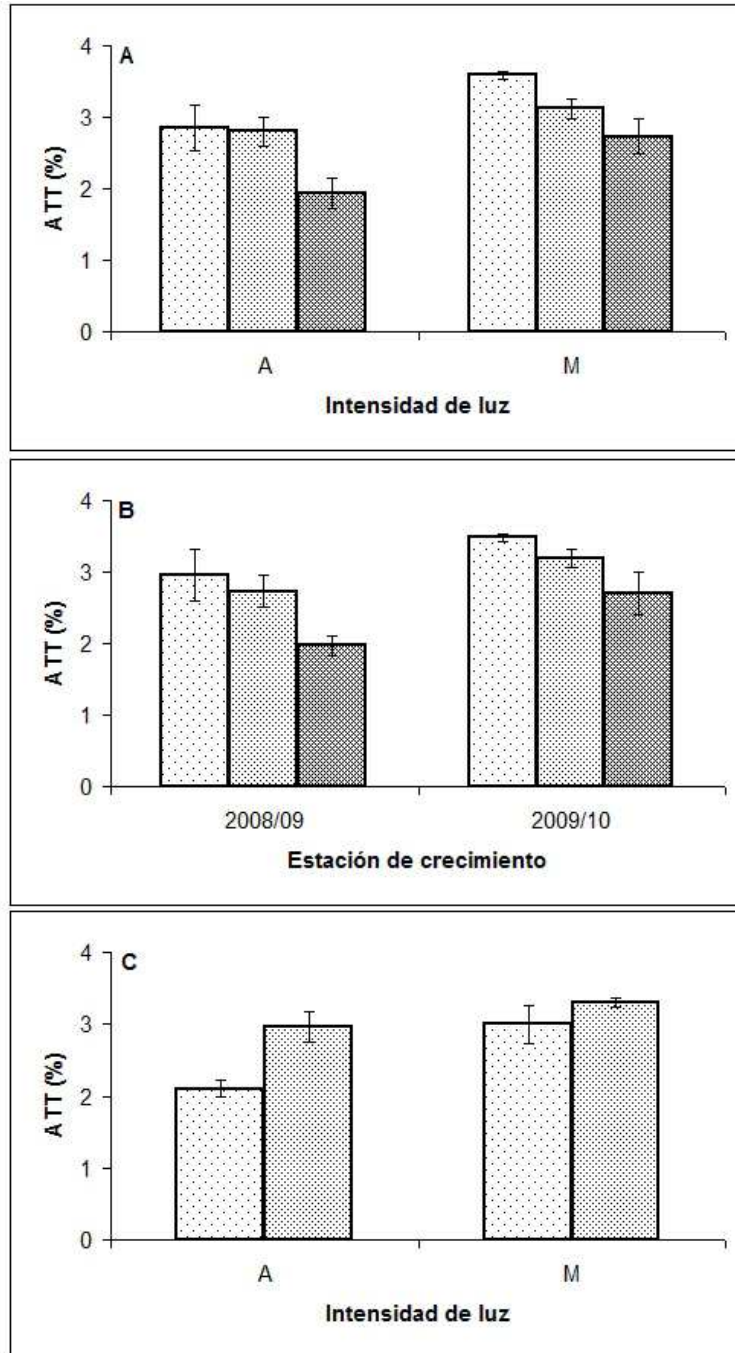 A
ATT (%)
4
3
2
1
0
A M
Intensidad de luz
B
ATT (%)
4
3
2
1
0
2008/09 2009/10
Estación de crecimiento
C
ATT (%)
4
3
2
1
0
A M
Intensidad de luz